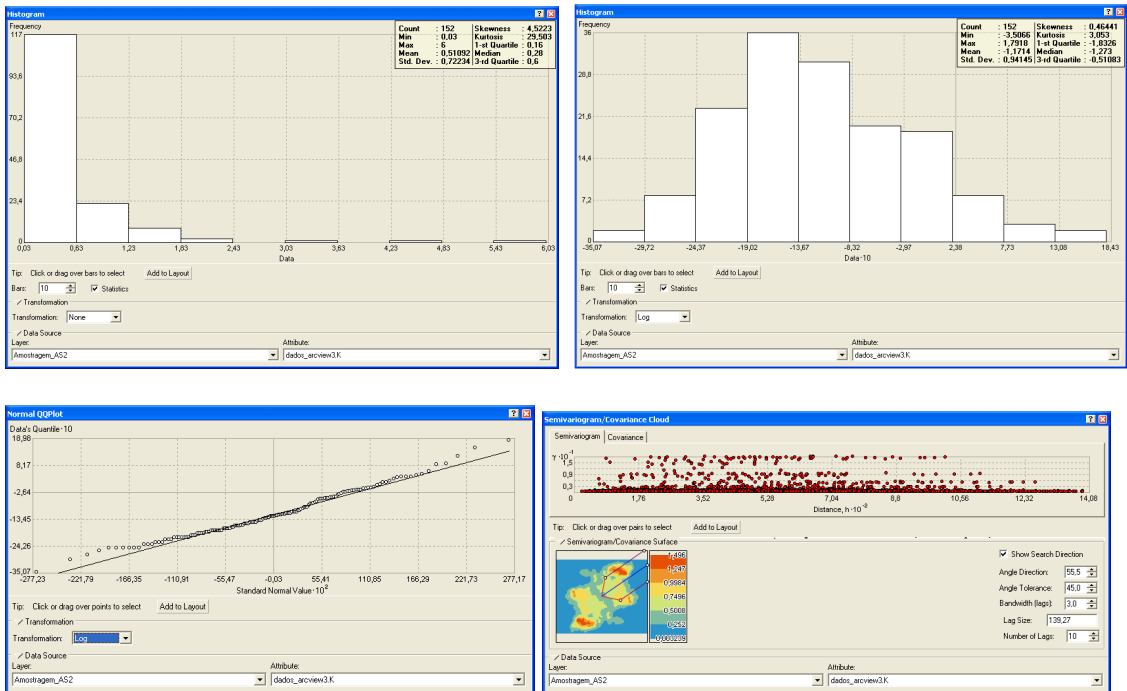 Histogram
Frequency
Count : 152 Skewness : 4,5223
Min : 0,03 Kurtosis : 29,503
Max : 6 1-st Quartile : 0,16
Mean : 0,51092 Median : 0,28
Std. Dev. : 0,72234 3-rd Quartile : 0,6
117
93,6
70,2
46,8
23,4
0
0,03 0,63 1,23 1,83 2,43 3,03 3,63 4,23 4,83 5,43 6,03
Data
Tip: Click or drag over bars to select Add to Layout
Bars: 10 Statistics
Transformation
Transformation: None
Data Source
Layer: Attribute:
Amostragem_AS2 dados_arcview3.K
Histogram
Frequency
Count : 152 Skewness : 0,46441
Min : -3,5066 Kurtosis : 3,053
Max : 1,7918 1-st Quartile : -1,8326
Mean : -1,1714 Median : -1,273
Std. Dev. : 0,94145 3-rd Quartile : -0,51083
36
28,8
21,6
14,4
7,2
0
-35,07 -29,72 -24,37 -19,02 -13,67 -8,32 -2,97 2,38 7,73 13,08 18,43
Data·10
Tip: Click or drag over bars to select Add to Layout
Bars: 10 Statistics
Transformation
Transformation: Log
Data Source
Layer: Attribute:
Amostragem_AS2 dados_arcview3.K
Normal QQPlot
Data's Quantile·10
18,98
8,17
-2,64
-13,45
-24,26
-35,07
-277,23 -221,79 -166,35 -110,91 -55,47 -0,03 55,41 110,85 166,29 221,73 277,17
Standard Normal Value·10²
Tip: Click or drag over points to select Add to Layout
Transformation
Transformation: Log
Data Source
Layer: Attribute:
Amostragem_AS2 dados_arcview3.K
Semivariogram/Covariance Cloud
Semivariogram Covariance
γ·10⁻¹
1,5
0,9
0,3
0 1,76 3,52 5,28 7,04 8,8 10,56 12,32 14,08
Distance, h·10⁻²
Tip: Click or drag over pairs to select Add to Layout
Semivariogram/Covariance Surface
1,496
1,247
0,9984
0,7496
0,5008
0,252
0,003239
Show Search Direction
Angle Direction: 55,5
Angle Tolerance: 45,0
Bandwidth (lags): 3,0
Lag Size: 139,27
Number of Lags: 10
Data Source
Layer: Attribute:
Amostragem_AS2 dados_arcview3.K